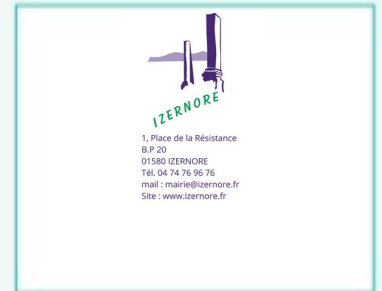 IZERNORE
1, Place de la Résistance
B.P 20
01580 IZERNORE
Tél. 04 74 76 96 76
mail : mairie@izernore.fr
Site : www.izernore.fr